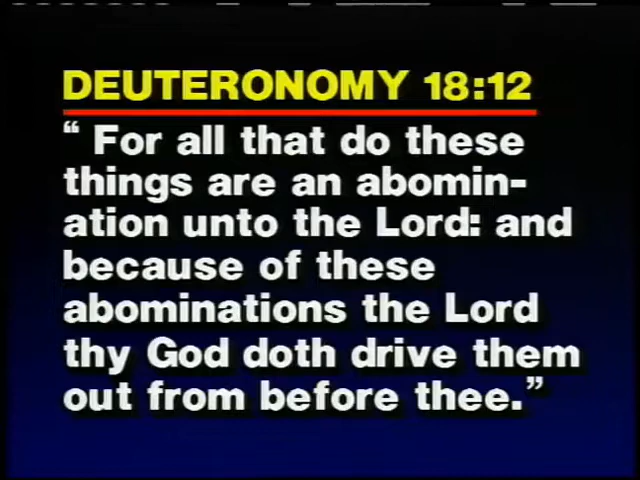 DEUTERONOMY 18:12
“ For all that do these
things are an abomin-
ation unto the Lord: and
because of these
abominations the Lord
thy God doth drive them
out from before thee.”